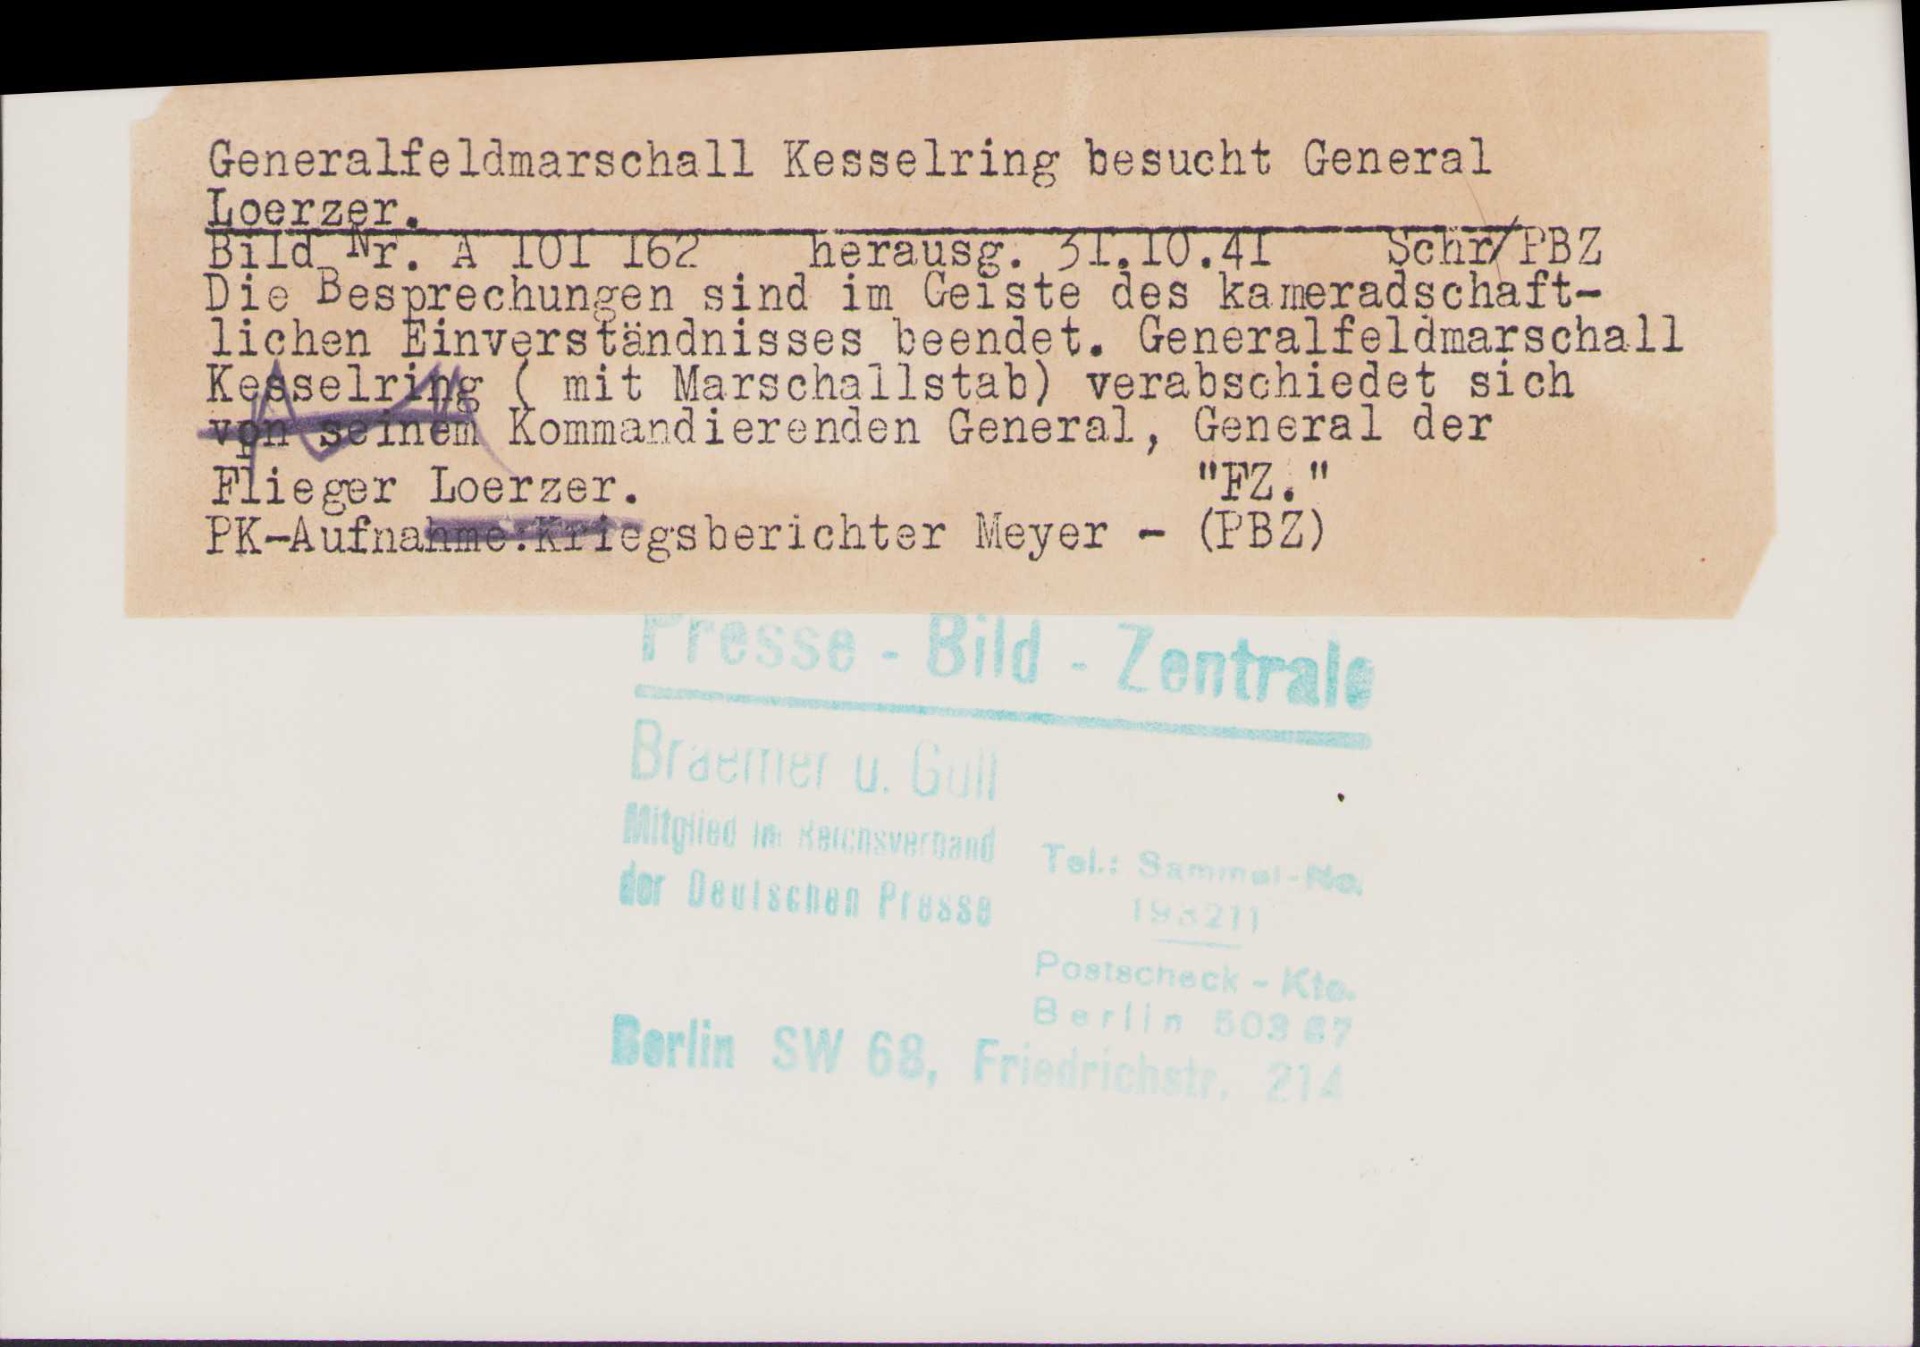 Generalfeldmarschall Kesselring besucht General
Loerzer.
Bild Nr. A 101 162 herausg. 31.10.41 Schr/PBZ
Die Besprechungen sind im Geiste des kameradschaft-
lichen Einverständnisses beendet. Generalfeldmarschall
Kesselring ( mit Marschallstab) verabschiedet sich
von seinem Kommandierenden General, General der
Flieger Loerzer. "FZ."
PK-Aufnahme:Kriegsberichter Meyer - (PBZ)
Presse - Bild - Zentrale
Braemer u. Güll
Mitglied im Reichsverband
der Deutschen Presse
Tel.: Sammel-No.
Postscheck - Kto.
Berlin
Berlin SW 68, Friedrichstr. 214